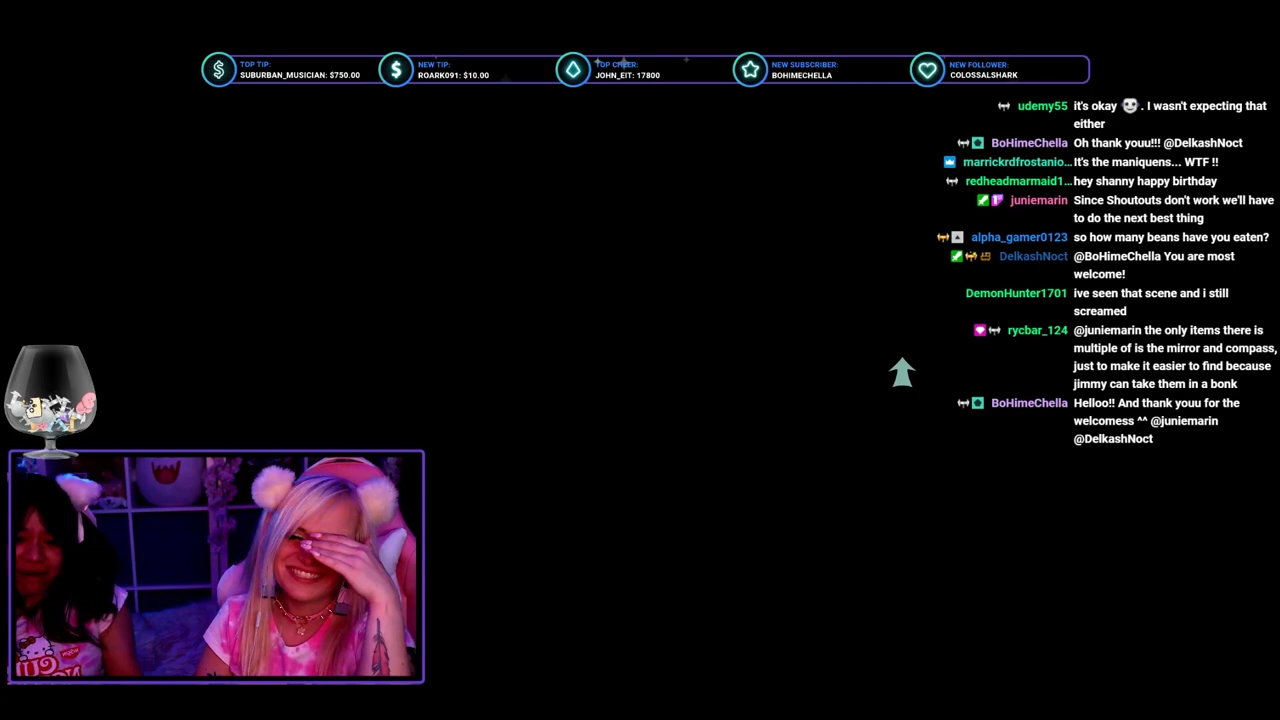 TOP TIP:
SUBURBAN_MUSICIAN: $750.00
NEW TIP:
ROARK091: $10.00
TOP CHEER:
JOHN_EIT: 17800
NEW SUBSCRIBER:
BOHIMECHELLA
NEW FOLLOWER:
COLOSSALSHARK
udemy55 it's okay . I wasn't expecting that
either
BoHimeChella Oh thank youu!!! @DelkashNoct
marrickrdfrostanio... It's the maniquens... WTF !!
redheadmarmaid1... hey shanny happy birthday
juniemarin Since Shoutouts don't work we'll have
to do the next best thing
alpha_gamer0123 so how many beans have you eaten?
DelkashNoct @BoHimeChella You are most
welcome!
DemonHunter1701 ive seen that scene and i still
screamed
rycbar_124 @juniemarin the only items there is
multiple of is the mirror and compass,
just to make it easier to find because
jimmy can take them in a bonk
BoHimeChella Helloo!! And thank youu for the
welcomess ^^ @juniemarin
@DelkashNoct